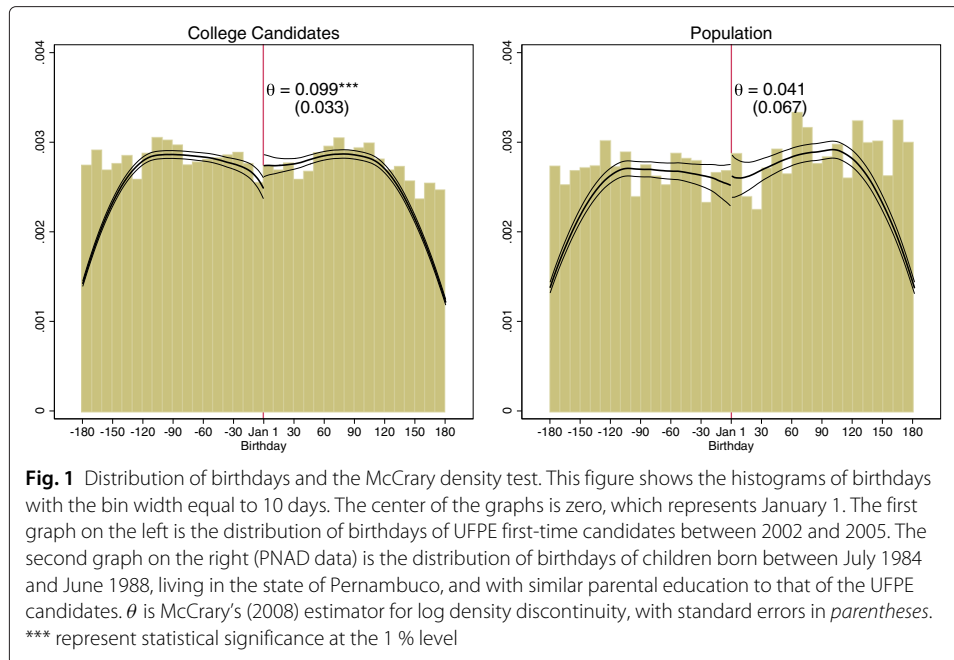 College Candidates
.004
.003
.002
.001
0
θ = 0.099***
(0.033)
-180 -150 -120 -90 -60 -30 Jan 1 30 60 90 120 150 180
Birthday
Population
.004
.003
.002
.001
0
θ = 0.041
(0.067)
-180 -150 -120 -90 -60 -30 Jan 1 30 60 90 120 150 180
Birthday
Fig. 1 Distribution of birthdays and the McCrary density test. This figure shows the histograms of birthdays
with the bin width equal to 10 days. The center of the graphs is zero, which represents January 1. The first
graph on the left is the distribution of birthdays of UFPE first-time candidates between 2002 and 2005. The
second graph on the right (PNAD data) is the distribution of birthdays of children born between July 1984
and June 1988, living in the state of Pernambuco, and with similar parental education to that of the UFPE
candidates. θ is McCrary's (2008) estimator for log density discontinuity, with standard errors in parentheses.
*** represent statistical significance at the 1 % level